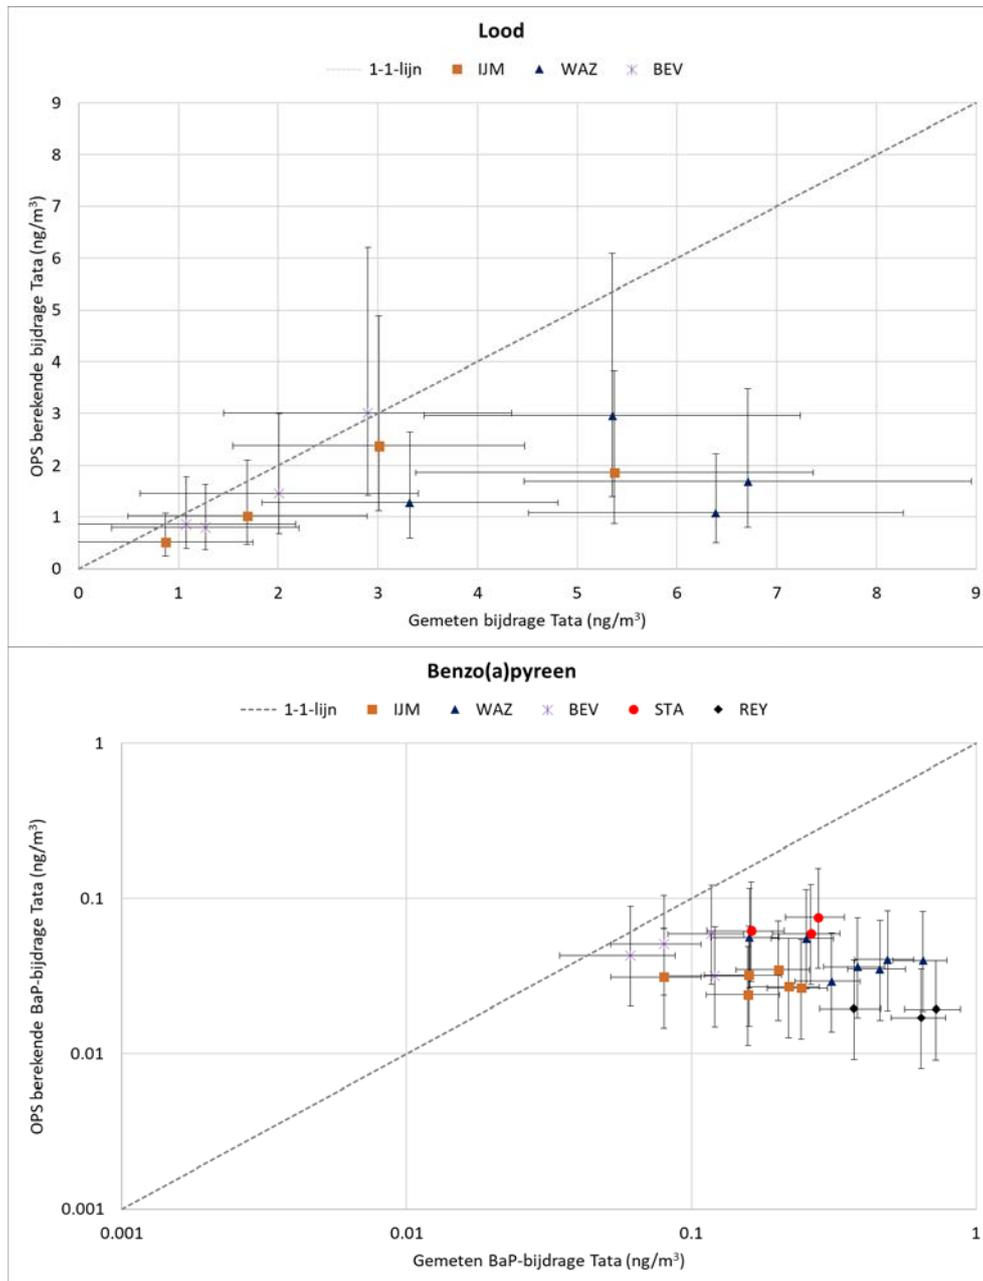 Lood
1-1-lijn IJM WAZ BEV
9
8
7
6
5
4
3
2
1
0
OPS berekende bijdrage Tata (ng/m³)
0 1 2 3 4 5 6 7 8 9
Gemeten bijdrage Tata (ng/m³)
Benzo(a)pyreen
1-1-lijn IJM WAZ BEV STA REY
1
0.1
0.01
0.001
OPS berekende BaP-bijdrage Tata (ng/m³)
0.001 0.01 0.1 1
Gemeten BaP-bijdrage Tata (ng/m³)